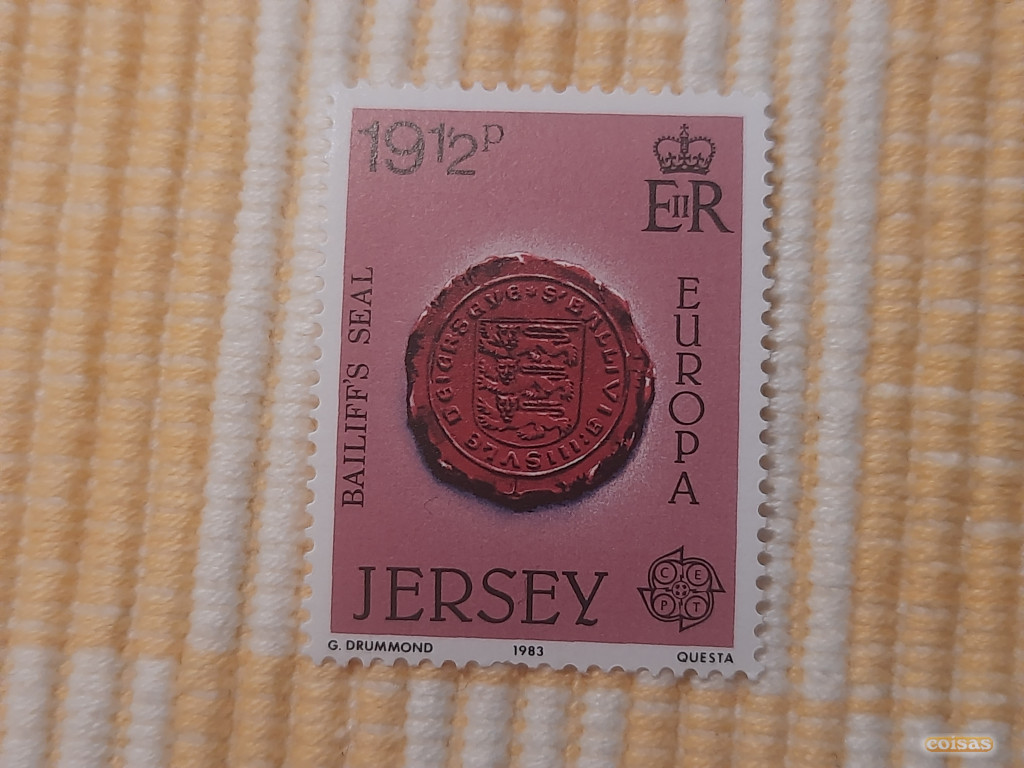 19½p
EIIR
BAILIFF'S SEAL
EUROPA
JERSEY
CEPT
G. DRUMMOND 1983 QUESTA
coisas